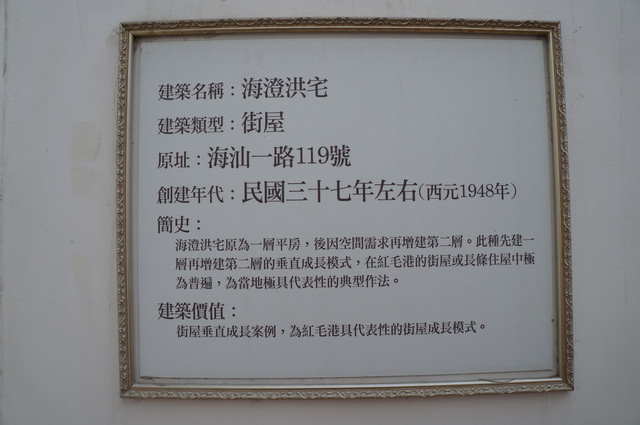 建築名稱：海澄洪宅
建築類型：街屋
原址：海汕一路119號
創建年代：民國三十七年左右(西元1948年)
簡史：
海澄洪宅原為一層平房，後因空間需求再增建第二層。此種先建一
層再增建第二層的垂直成長模式，在紅毛港的街屋或長條住屋中極
為普遍，為當地極具代表性的典型作法。
建築價值：
街屋垂直成長案例，為紅毛港具代表性的街屋成長模式。